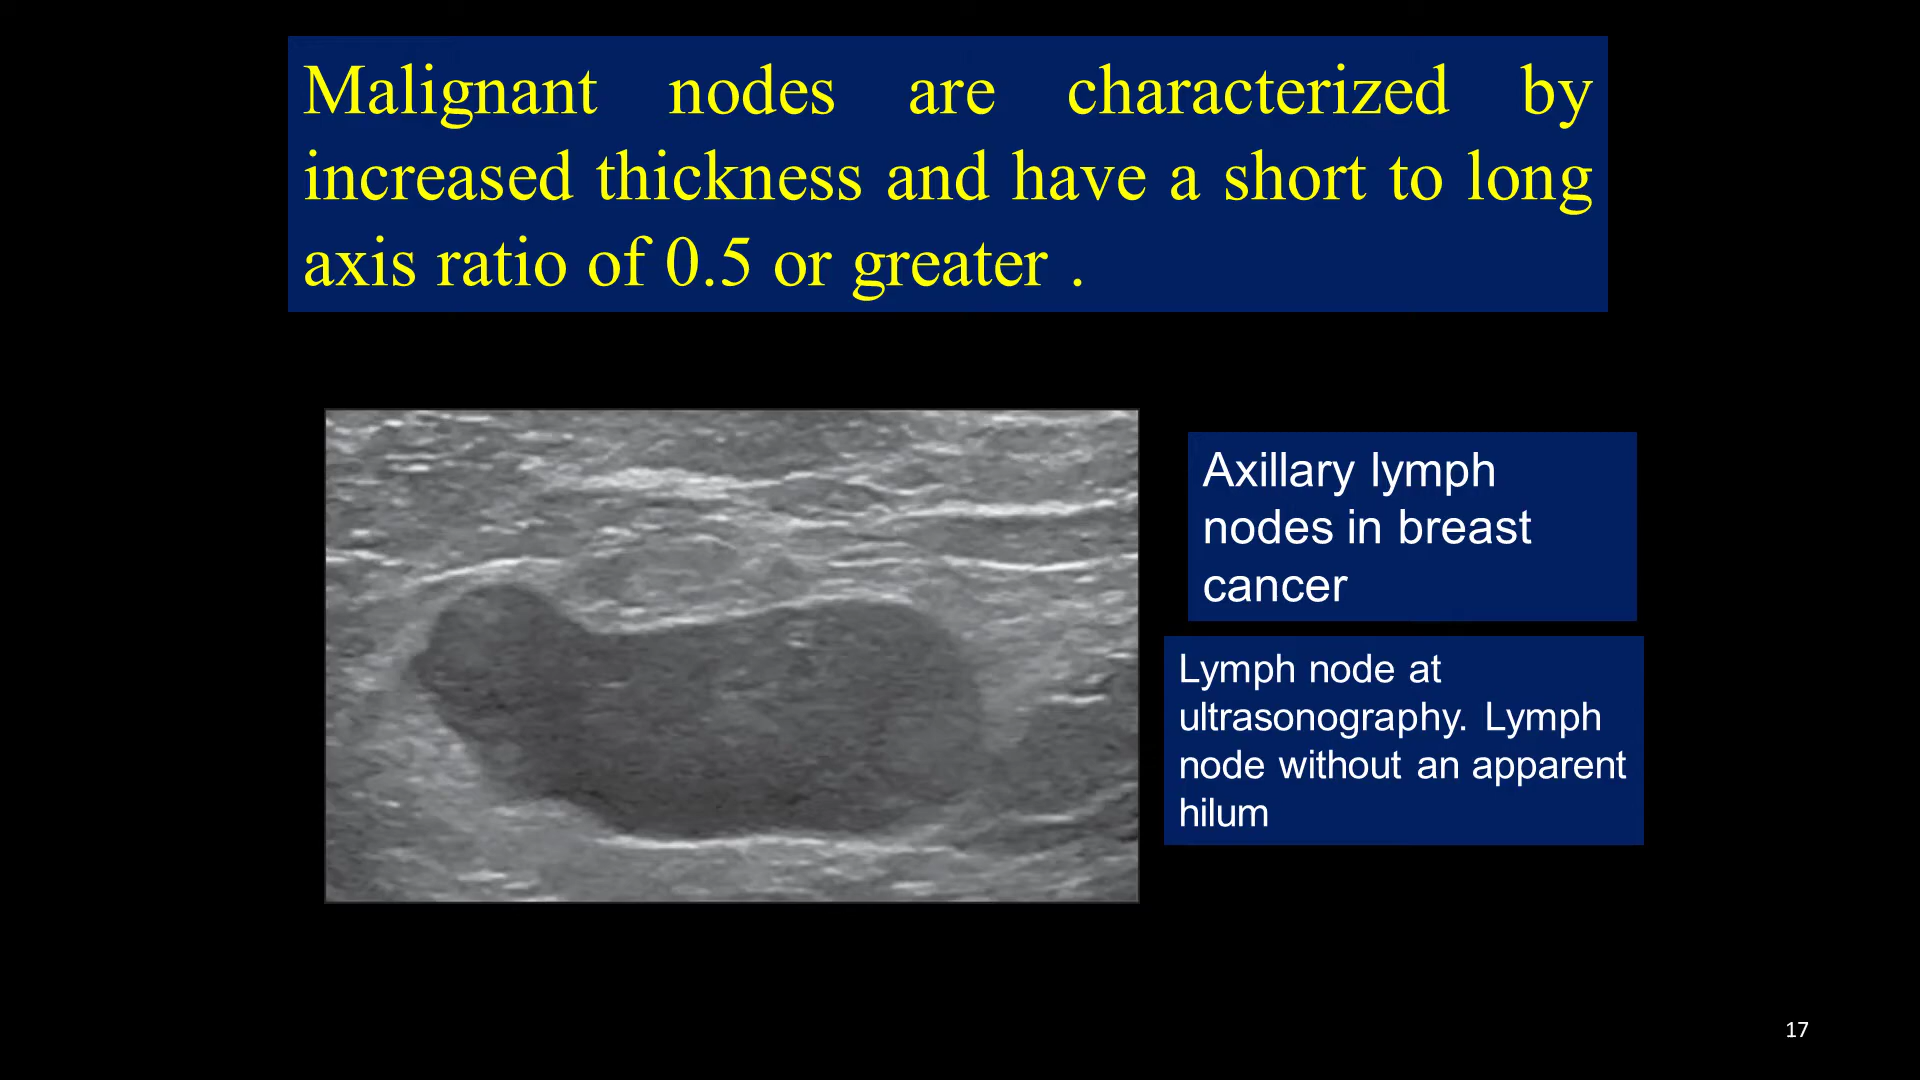 Malignant nodes are characterized by
increased thickness and have a short to long
axis ratio of 0.5 or greater .
Axillary lymph
nodes in breast
cancer
Lymph node at
ultrasonography. Lymph
node without an apparent
hilum
17